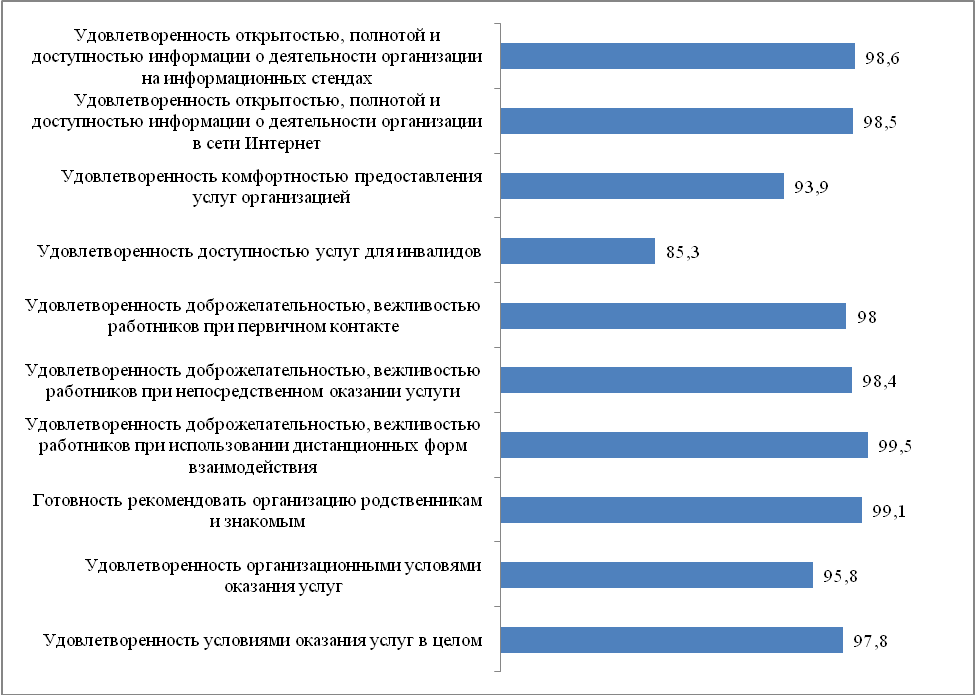 Удовлетворенность открытостью, полнотой и
доступностью информации о деятельности организации
на информационных стендах
98,6
Удовлетворенность открытостью, полнотой и
доступностью информации о деятельности организации
в сети Интернет
98,5
Удовлетворенность комфортностью предоставления
услуг организацией
93,9
Удовлетворенность доступностью услуг для инвалидов
85,3
Удовлетворенность доброжелательностью, вежливостью
работников при первичном контакте
98
Удовлетворенность доброжелательностью, вежливостью
работников при непосредственном оказании услуги
98,4
Удовлетворенность доброжелательностью, вежливостью
работников при использовании дистанционных форм
взаимодействия
99,5
Готовность рекомендовать организацию родственникам
и знакомым
99,1
Удовлетворенность организационными условями
оказания услуг
95,8
Удовлетворенность условиями оказания услуг в целом
97,8